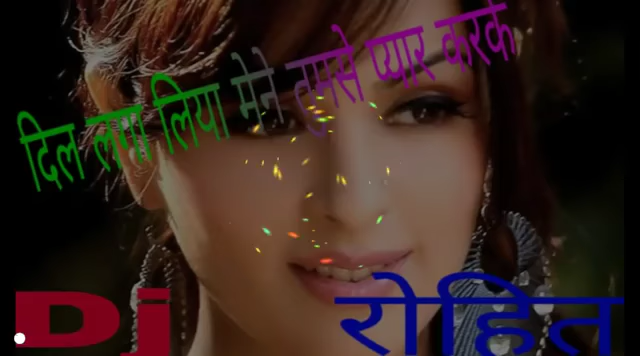 दिल लगा लिया मेने तुमसे प्यार करके
Dj रोहित